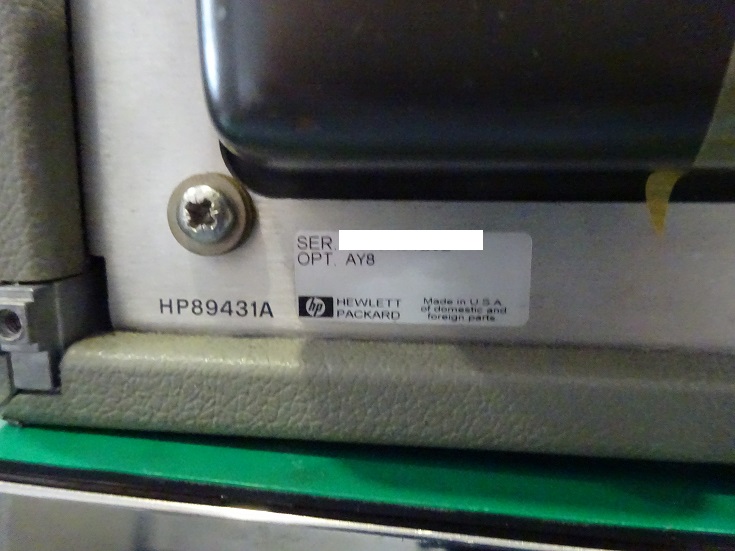 SER.
OPT. AY8
HP89431A
hp HEWLETT PACKARD
Made in U.S.A
of domestic and
foreign parts